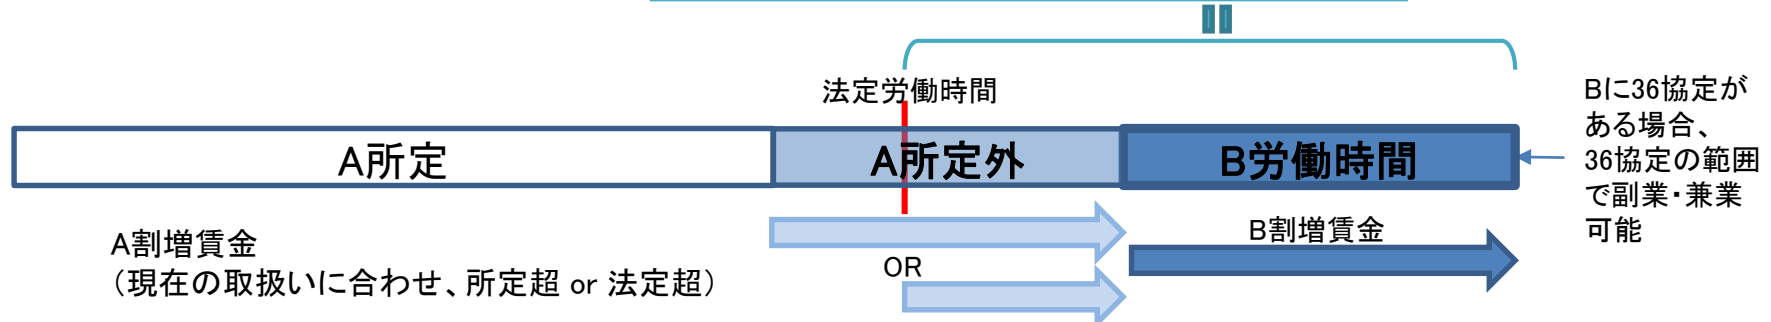 法定労働時間
A所定
A所定外
B労働時間
Bに36協定が
ある場合、
36協定の範囲
で副業・兼業
可能
A割増賃金
（現在の取扱いに合わせ、所定超 or 法定超）
OR
B割増賃金